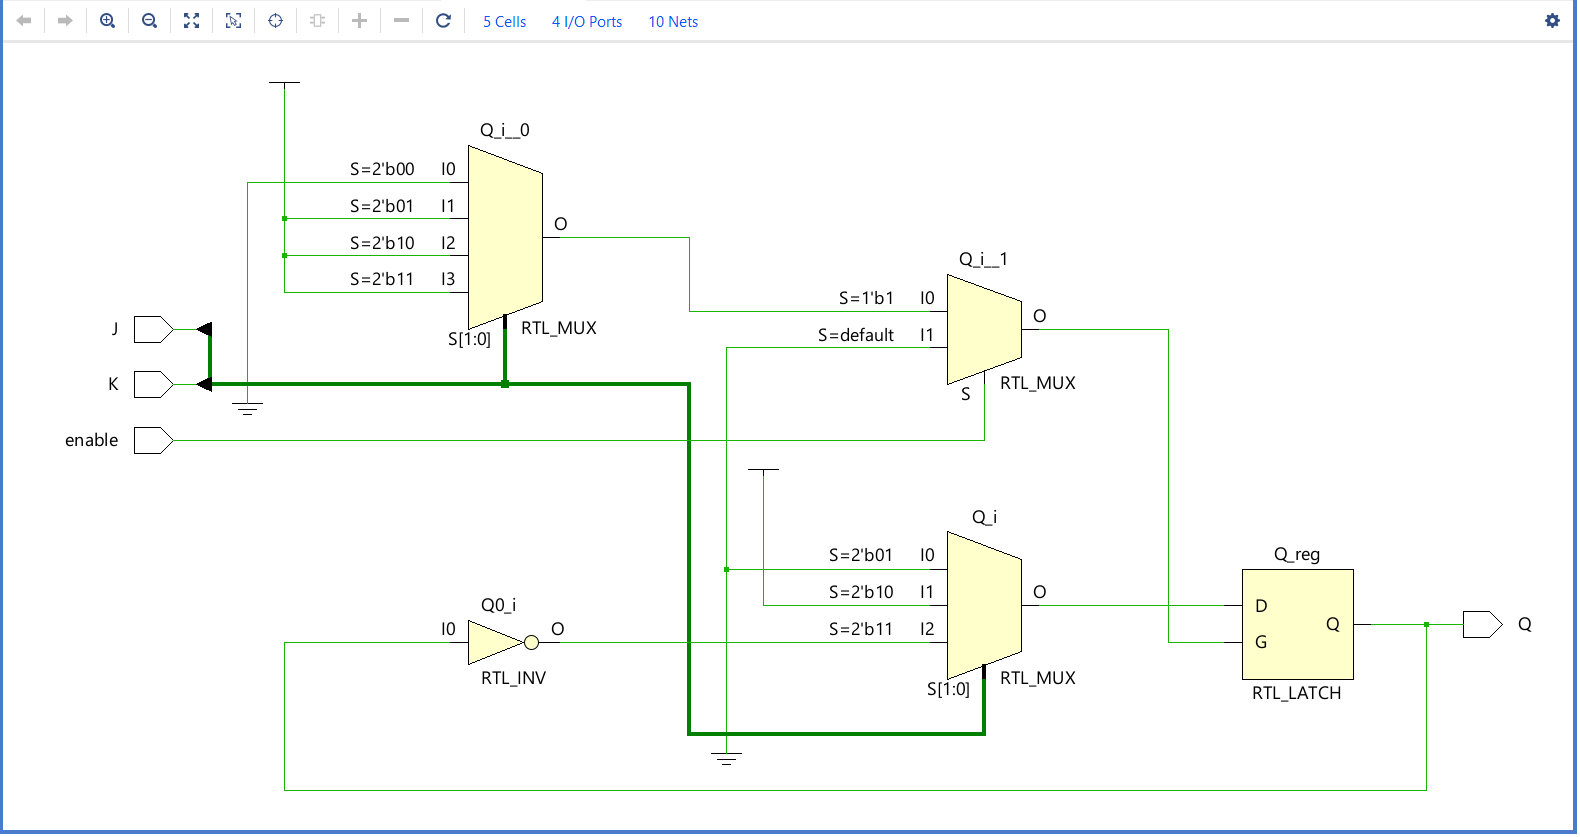 5 Cells 4 I/O Ports 10 Nets
Q_i__0
S=2'b00 I0
S=2'b01 I1
S=2'b10 I2
S=2'b11 I3
O
S[1:0]
RTL_MUX
J
K
enable
Q_i__1
S=1'b1 I0
S=default I1
O
S
RTL_MUX
Q_i
S=2'b01 I0
S=2'b10 I1
S=2'b11 I2
O
S[1:0]
RTL_MUX
Q0_i
I0
O
RTL_INV
Q_reg
D
G
Q
RTL_LATCH
Q